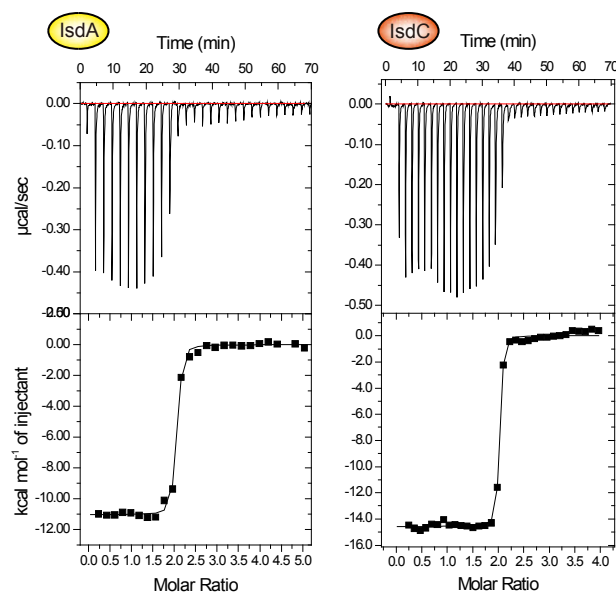 IsdA
Time (min)
0 10 20 30 40 50 60 70
0.00
-0.10
-0.20
-0.30
-0.40
-0.50
µcal/sec
0.00
-2.00
-4.00
-6.00
-8.00
-10.00
-12.00
kcal mol⁻¹ of injectant
0.0 0.5 1.0 1.5 2.0 2.5 3.0 3.5 4.0 4.5 5.0
Molar Ratio
IsdC
Time (min)
0 10 20 30 40 50 60 70
0.00
-0.10
-0.20
-0.30
-0.40
-0.50
0.0
-2.0
-4.0
-6.0
-8.0
-10.0
-12.0
-14.0
-16.0
0.0 0.5 1.0 1.5 2.0 2.5 3.0 3.5 4.0
Molar Ratio